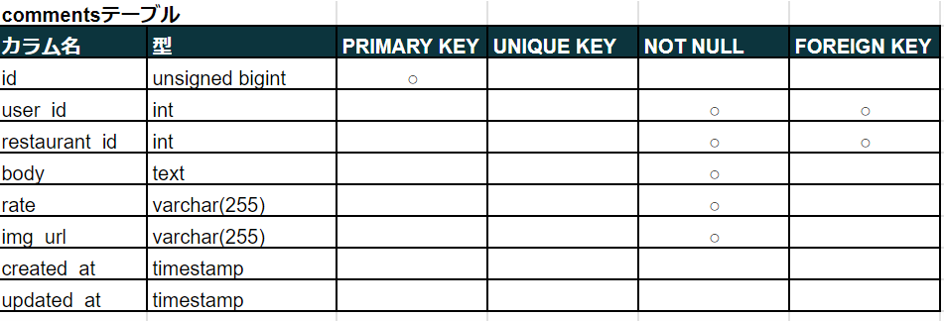 commentsテーブル
カラム名 型 PRIMARY KEY UNIQUE KEY NOT NULL FOREIGN KEY
id unsigned bigint ○
user_id int ○ ○
restaurant_id int ○ ○
body text ○
rate varchar(255) ○
img_url varchar(255) ○
created_at timestamp
updated_at timestamp